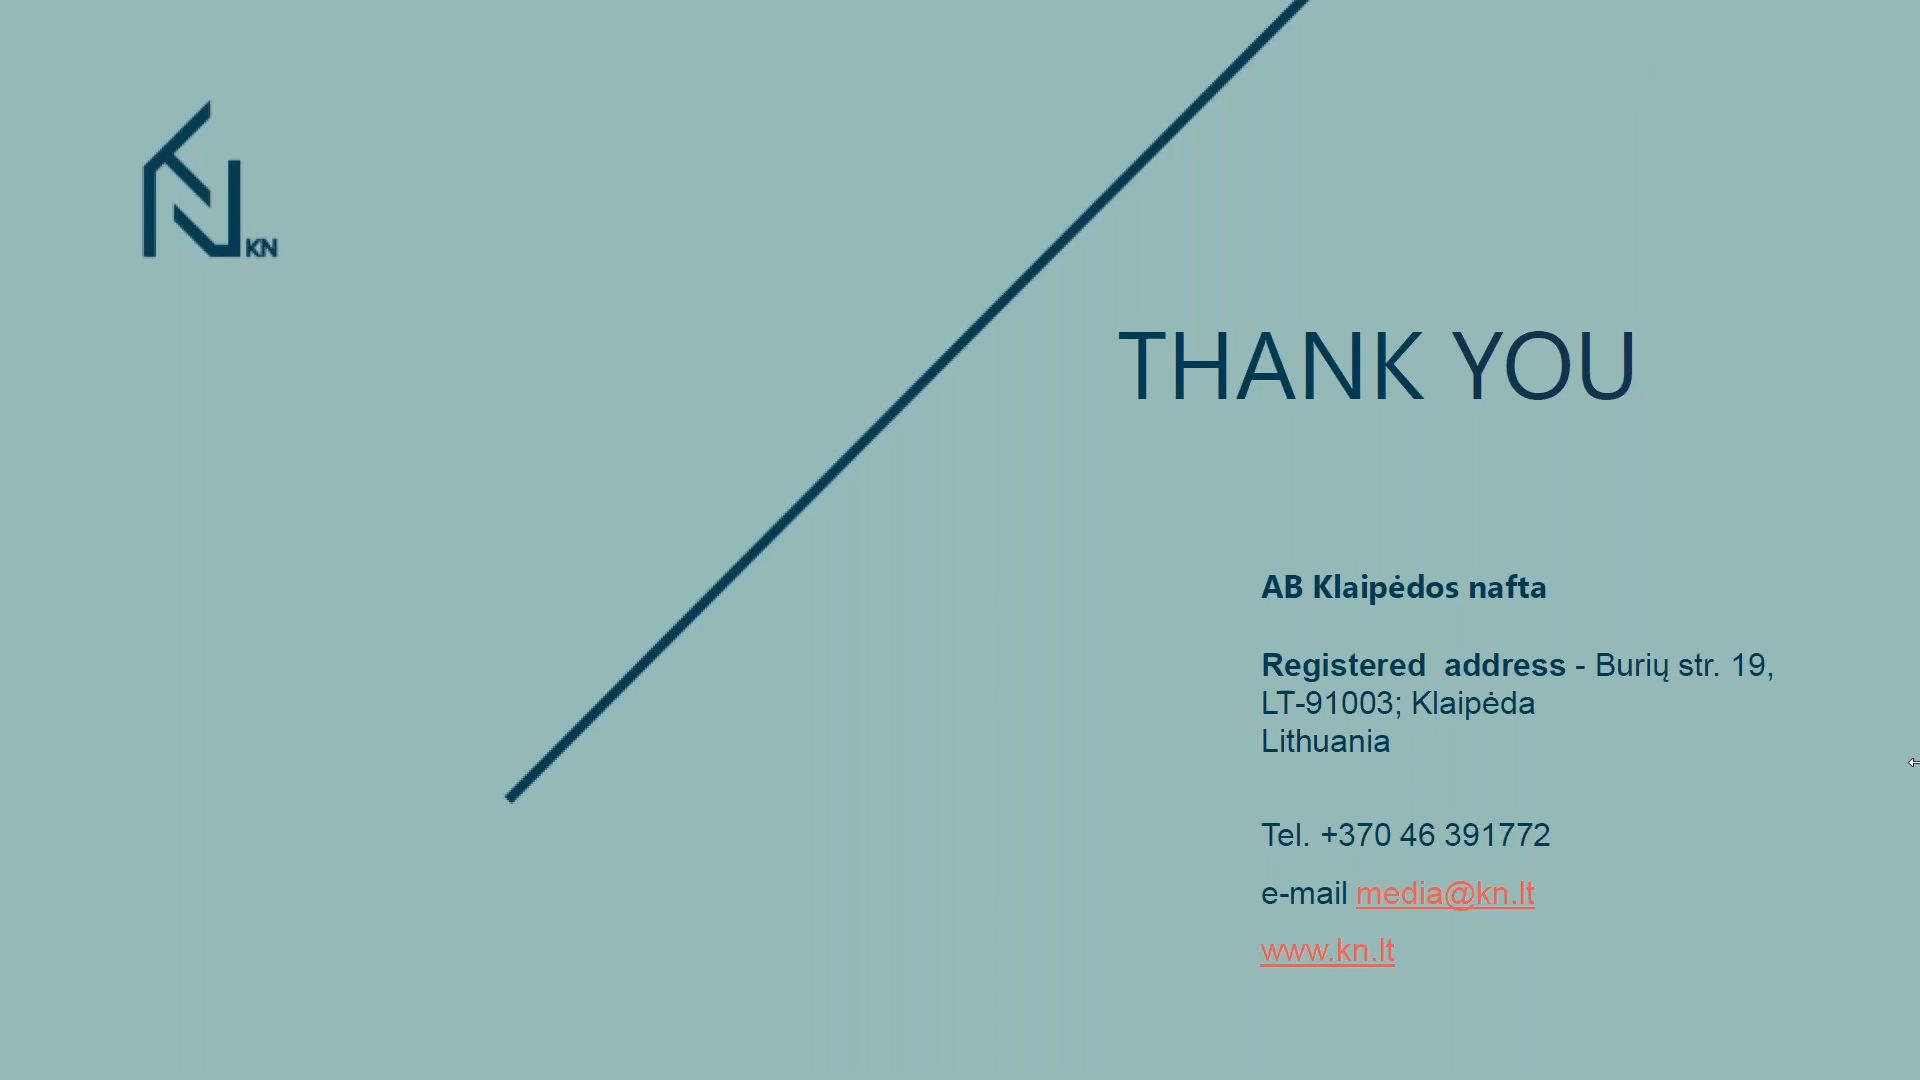 KN
THANK YOU
AB Klaipėdos nafta
Registered  address - Burių str. 19,
LT-91003; Klaipėda
Lithuania
Tel. +370 46 391772
e-mail media@kn.lt
www.kn.lt